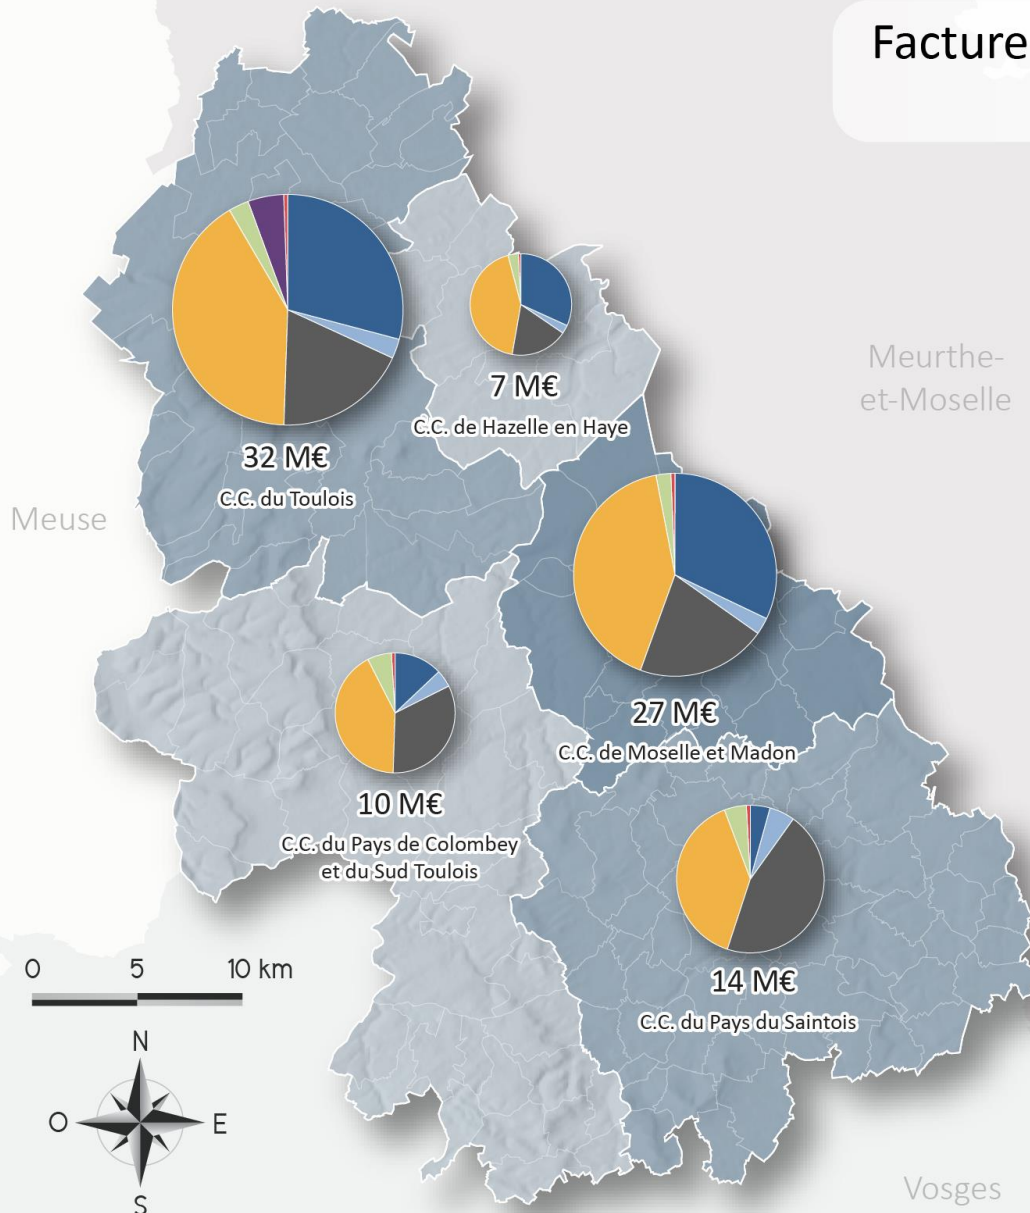 Facture
7 M€
C.C. de Hazelle en Haye
Meurthe-
et-Moselle
32 M€
C.C. du Toulois
Meuse
27 M€
C.C. de Moselle et Madon
10 M€
C.C. du Pays de Colombey
et du Sud Toulois
14 M€
C.C. du Pays du Saintois
0 5 10 km
N
O E
S
Vosges